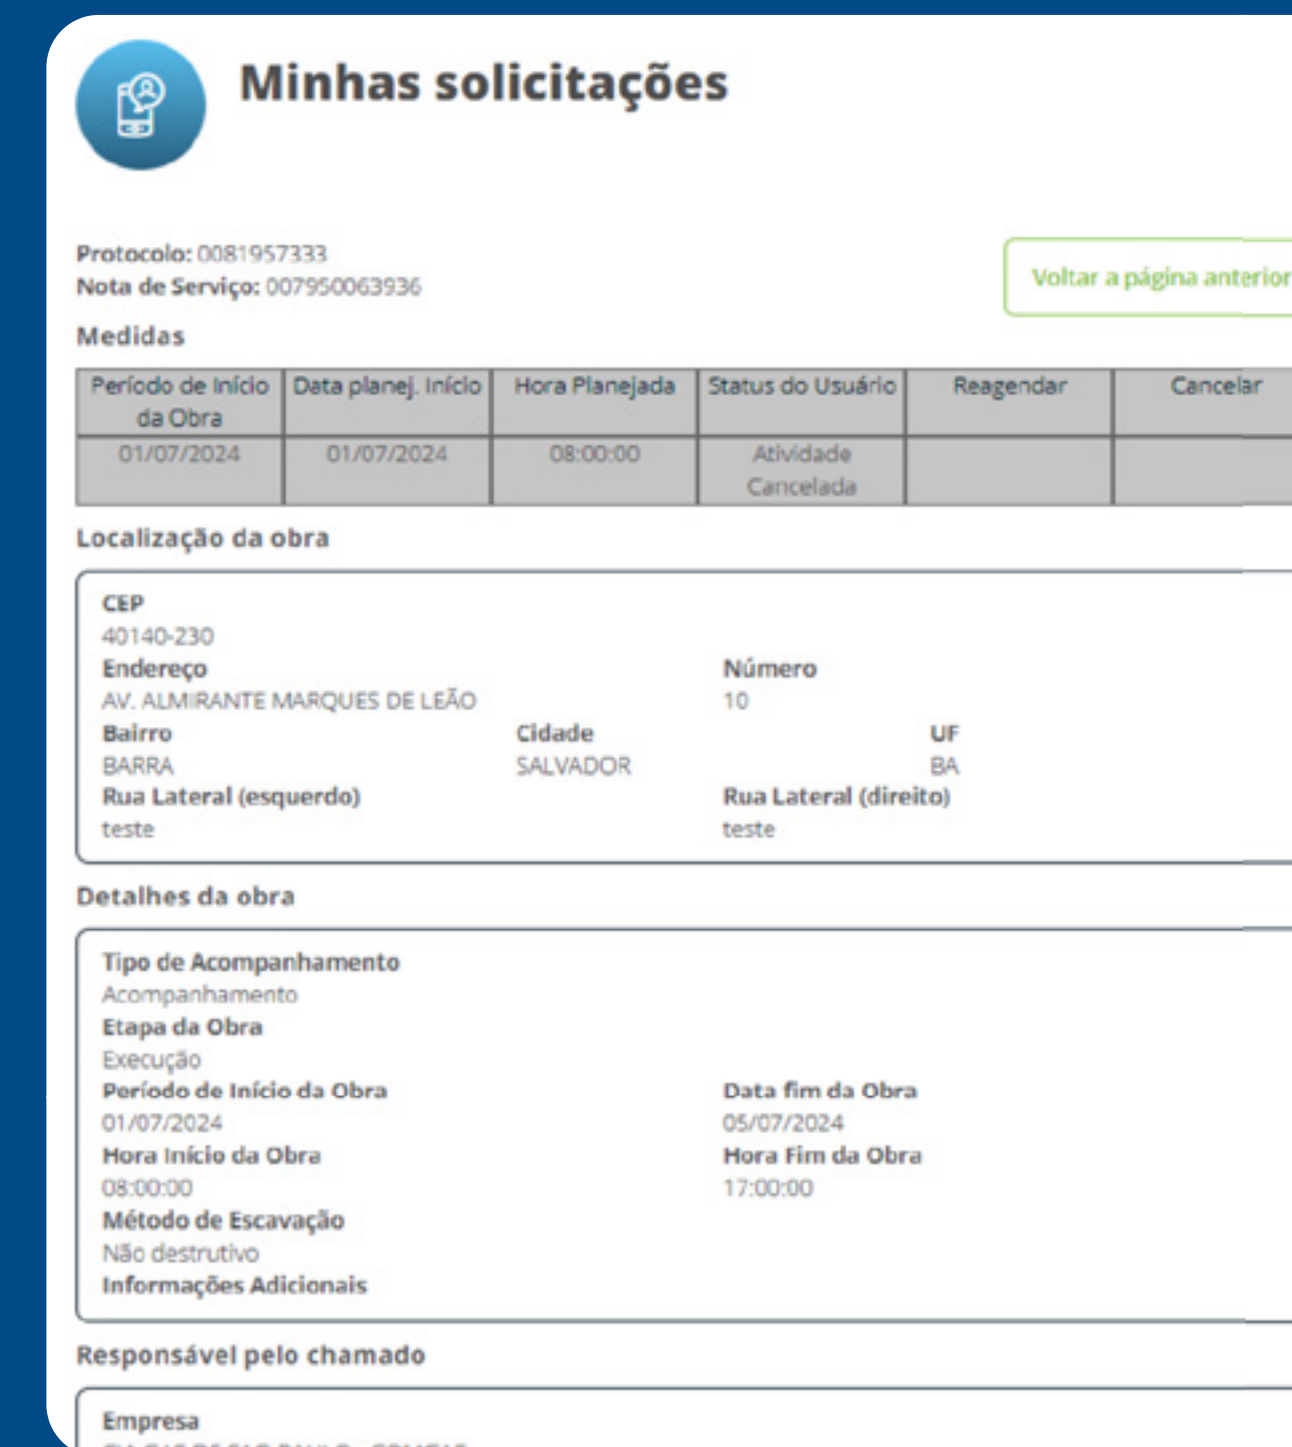 Minhas solicitações
Protocolo: 0081957333
Nota de Serviço: 007950063936
Voltar a página anterior
Medidas
Período de Início Data planej. Início Hora Planejada Status do Usuário Reagendar Cancelar
da Obra
01/07/2024 01/07/2024 08:00:00 Atividade
Cancelada
Localização da obra
CEP
40140-230
Endereço Número
AV. ALMIRANTE MARQUES DE LEÃO 10
Bairro Cidade UF
BARRA SALVADOR BA
Rua Lateral (esquerdo) Rua Lateral (direito)
teste teste
Detalhes da obra
Tipo de Acompanhamento
Acompanhamento
Etapa da Obra
Execução
Período de Início da Obra Data fim da Obra
01/07/2024 05/07/2024
Hora Início da Obra Hora Fim da Obra
08:00:00 17:00:00
Método de Escavação
Não destrutivo
Informações Adicionais
Responsável pelo chamado
Empresa